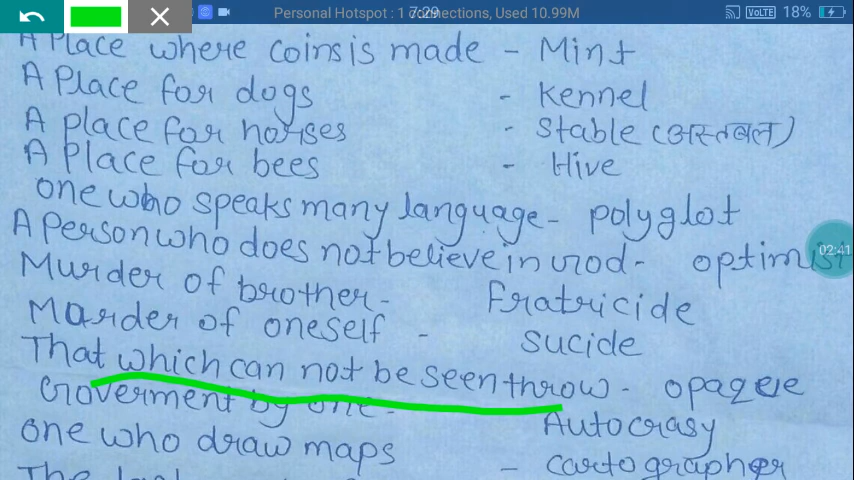 Personal Hotspot : 1 connections, Used 10.99M 7:29 VoLTE 18%
A Place where coins is made - Mint
A Place for dogs - Kennel
A place for horses - Stable (अस्तबल)
A Place for bees - Hive
one who speaks many language - polyglot
A Person who does not believe in God - optimist
02:41
Murder of brother - Fratricide
Marder of oneself - sucide
That which can not be seen throw - opaqeue
Goverment by one - Autocrasy
one who draw maps - cartographer